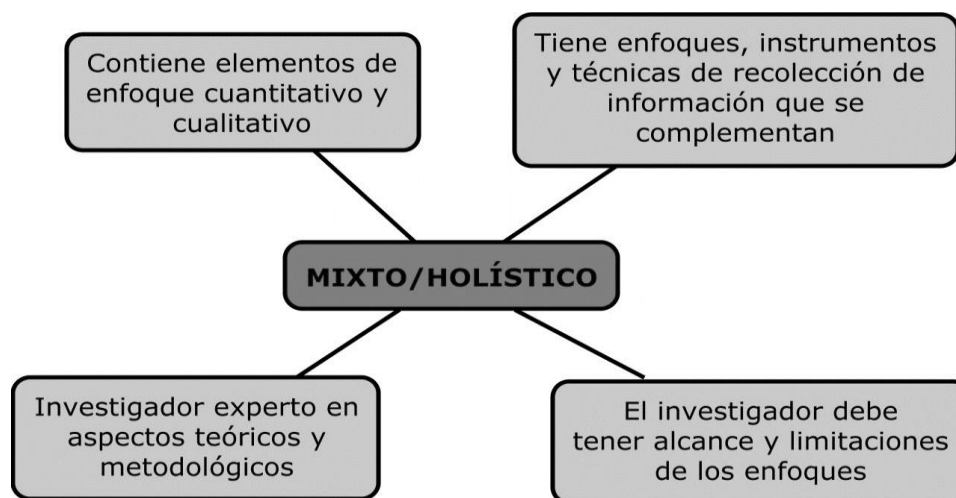 Contiene elementos de
enfoque cuantitativo y
cualitativo
Tiene enfoques, instrumentos
y técnicas de recolección de
información que se
complementan
MIXTO/HOLÍSTICO
Investigador experto en
aspectos teóricos y
metodológicos
El investigador debe
tener alcance y limitaciones
de los enfoques